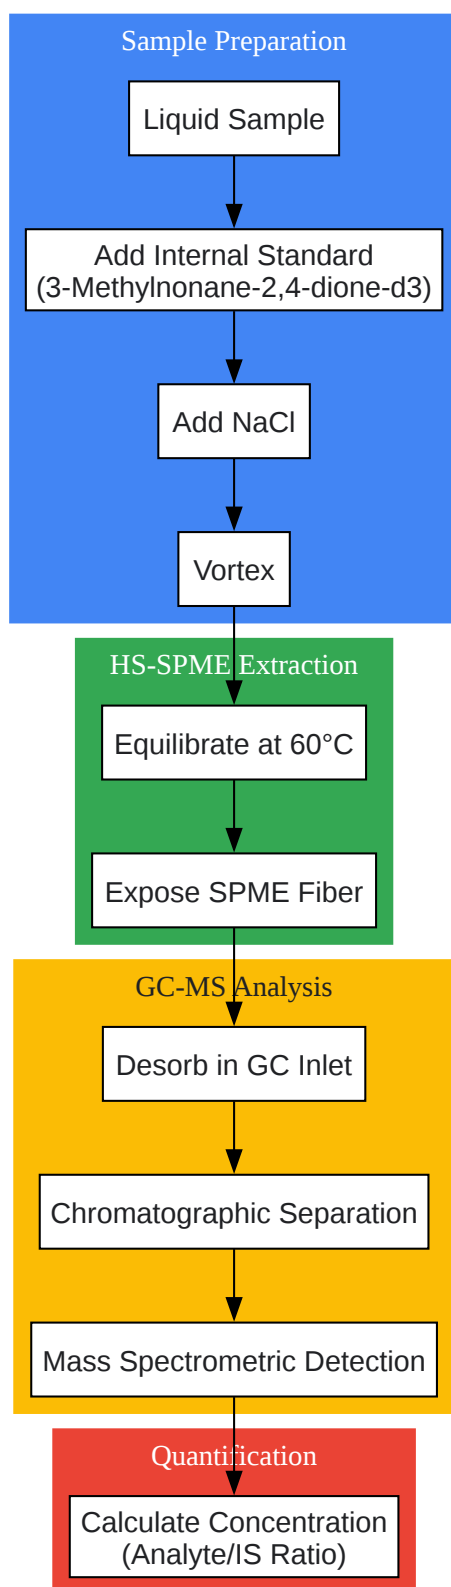 Sample Preparation
Liquid Sample
Add Internal Standard
(3-Methylnonane-2,4-dione-d3)
Add NaCl
Vortex
HS-SPME Extraction
Equilibrate at 60°C
Expose SPME Fiber
GC-MS Analysis
Desorb in GC Inlet
Chromatographic Separation
Mass Spectrometric Detection
Quantification
Calculate Concentration
(Analyte/IS Ratio)